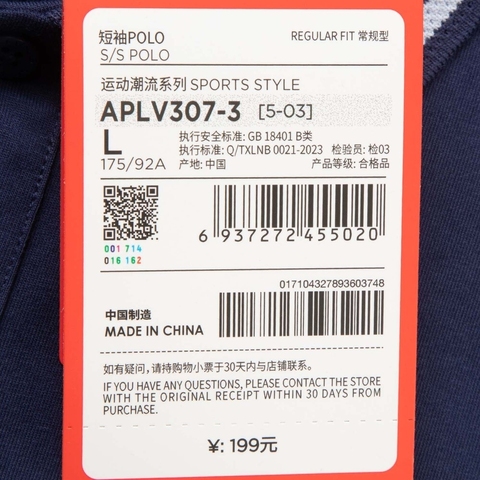 短袖POLO
REGULAR FIT 常规型
S/S POLO
运动潮流系列 SPORTS STYLE
APLV307-3 [5-03]
L
175/92A
执行安全标准: GB 18401 B类
执行标准: Q/TXLNB 0021-2023 检验员: 检03
产地: 中国 产品等级: 合格品
001 714
016 162
6 937272 455020
017104327893603748
中国制造
MADE IN CHINA
如有疑问，请持购物小票于30天内与店铺联系。
IF YOU HAVE ANY QUESTIONS, PLEASE CONTACT THE STORE
WITH THE ORIGINAL RECEIPT WITHIN 30 DAYS FROM
PURCHASE.
¥: 199元